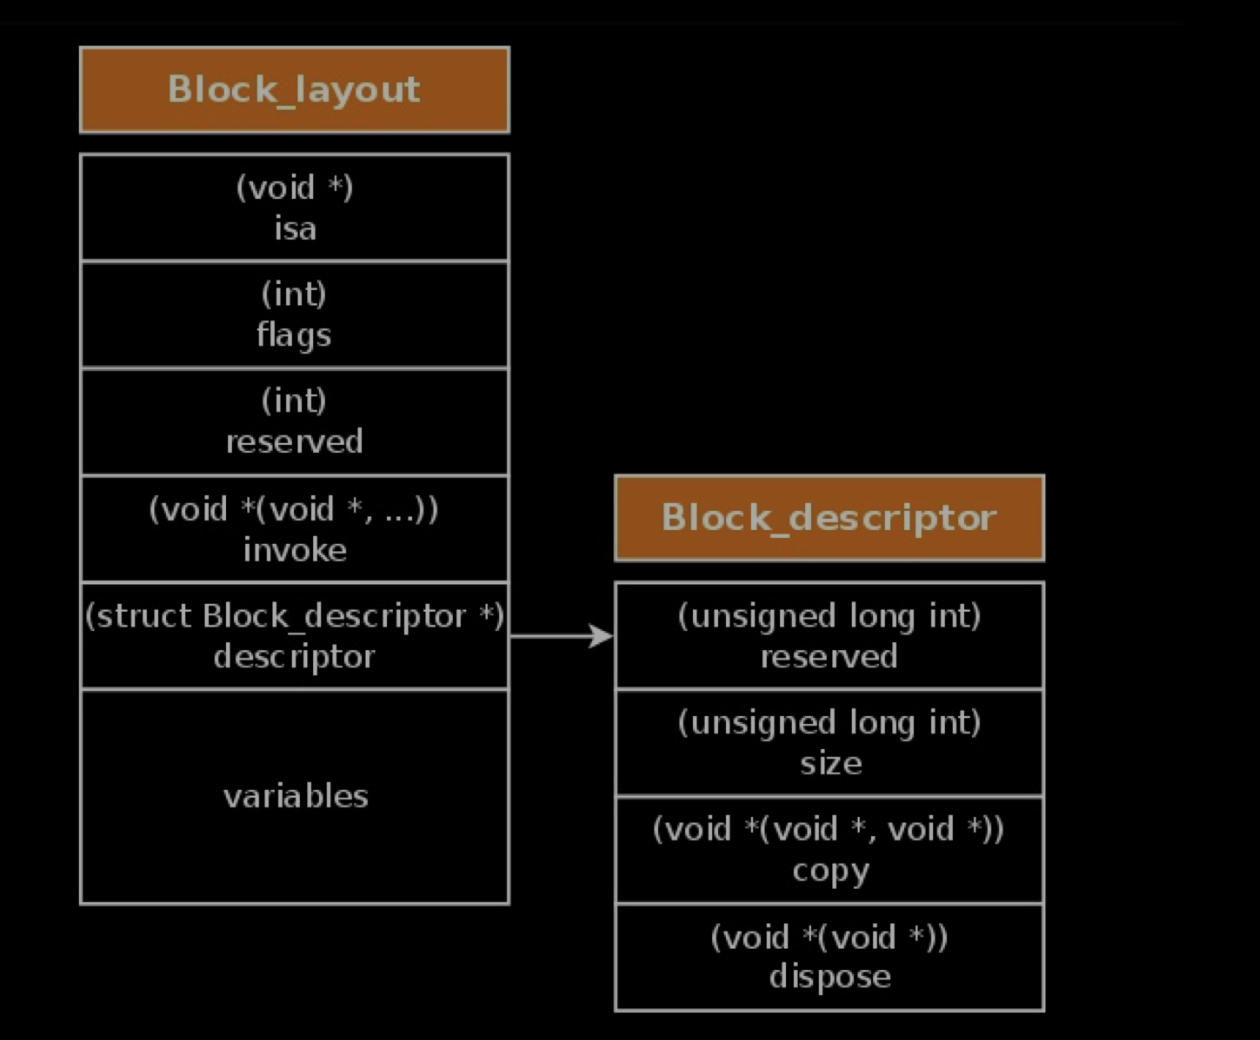 Block_layout
(void *)
isa
(int)
flags
(int)
reserved
(void *(void *, ...))
invoke
(struct Block_descriptor *)
descriptor
variables
Block_descriptor
(unsigned long int)
reserved
(unsigned long int)
size
(void *(void *, void *))
copy
(void *(void *))
dispose